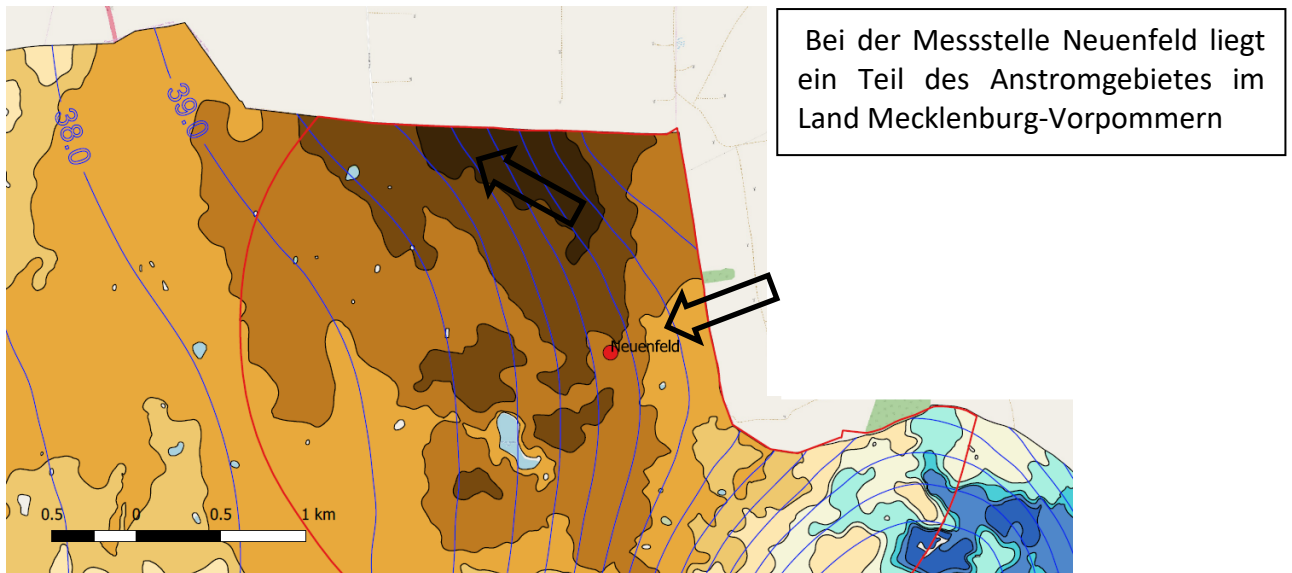 Bei der Messstelle Neuenfeld liegt
ein Teil des Anstromgebietes im
Land Mecklenburg-Vorpommern
39.0
38.0
Neuenfeld
0.5 0 0.5 1 km